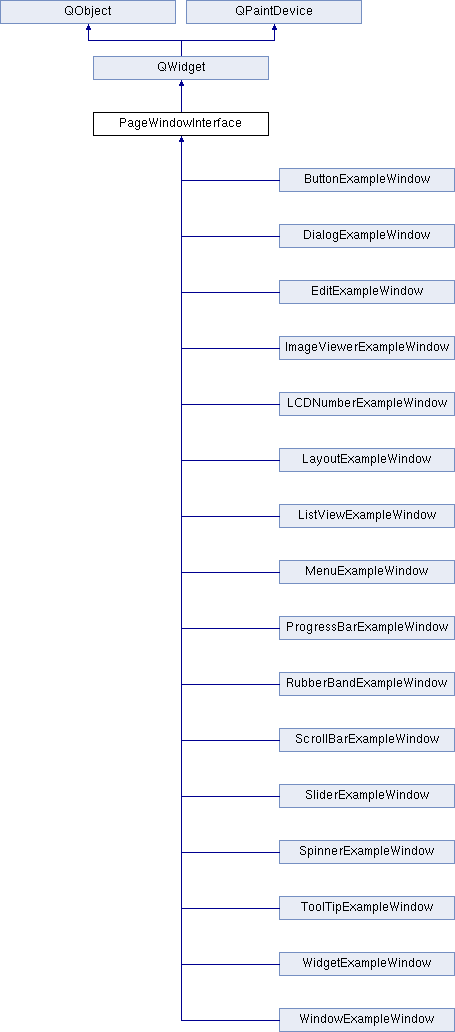 QObject
QPaintDevice
QWidget
PageWindowInterface
ButtonExampleWindow
DialogExampleWindow
EditExampleWindow
ImageViewerExampleWindow
LCDNumberExampleWindow
LayoutExampleWindow
ListViewExampleWindow
MenuExampleWindow
ProgressBarExampleWindow
RubberBandExampleWindow
ScrollBarExampleWindow
SliderExampleWindow
SpinnerExampleWindow
ToolTipExampleWindow
WidgetExampleWindow
WindowExampleWindow